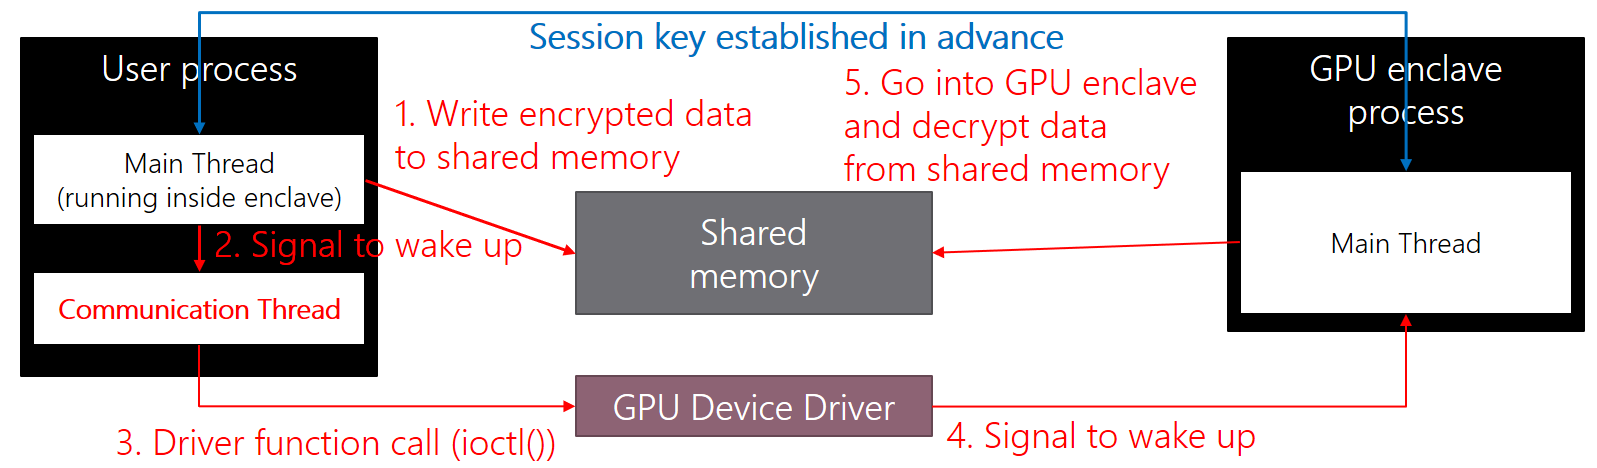 Session key established in advance
User process
Main Thread
(running inside enclave)
1. Write encrypted data
to shared memory
2. Signal to wake up
Communication Thread
3. Driver function call (ioctl())
Shared
memory
GPU Device Driver
4. Signal to wake up
5. Go into GPU enclave
and decrypt data
from shared memory
GPU enclave
process
Main Thread